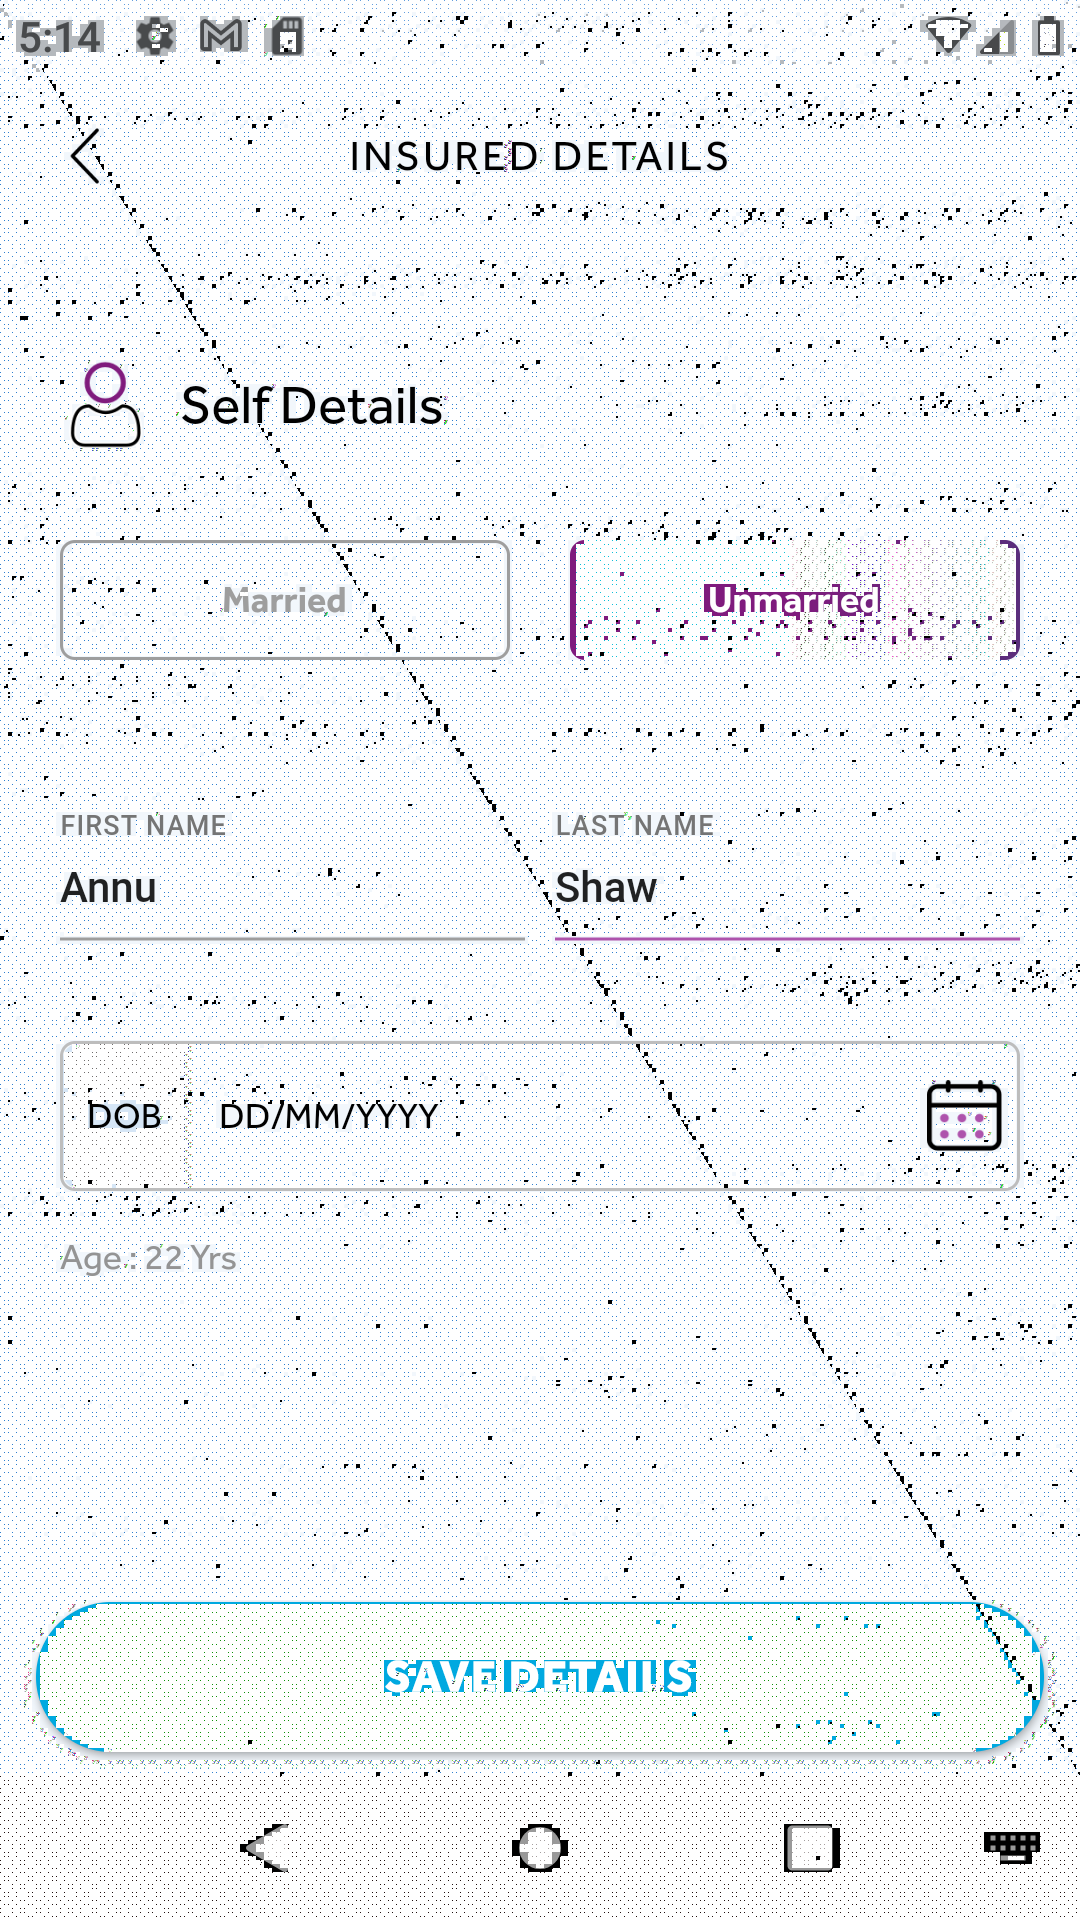 5:14
INSURED DETAILS
Self Details
Married
Unmarried
FIRST NAME
LAST NAME
Annu
Shaw
DOB
DD/MM/YYYY
Age : 22 Yrs
SAVE DETAILS